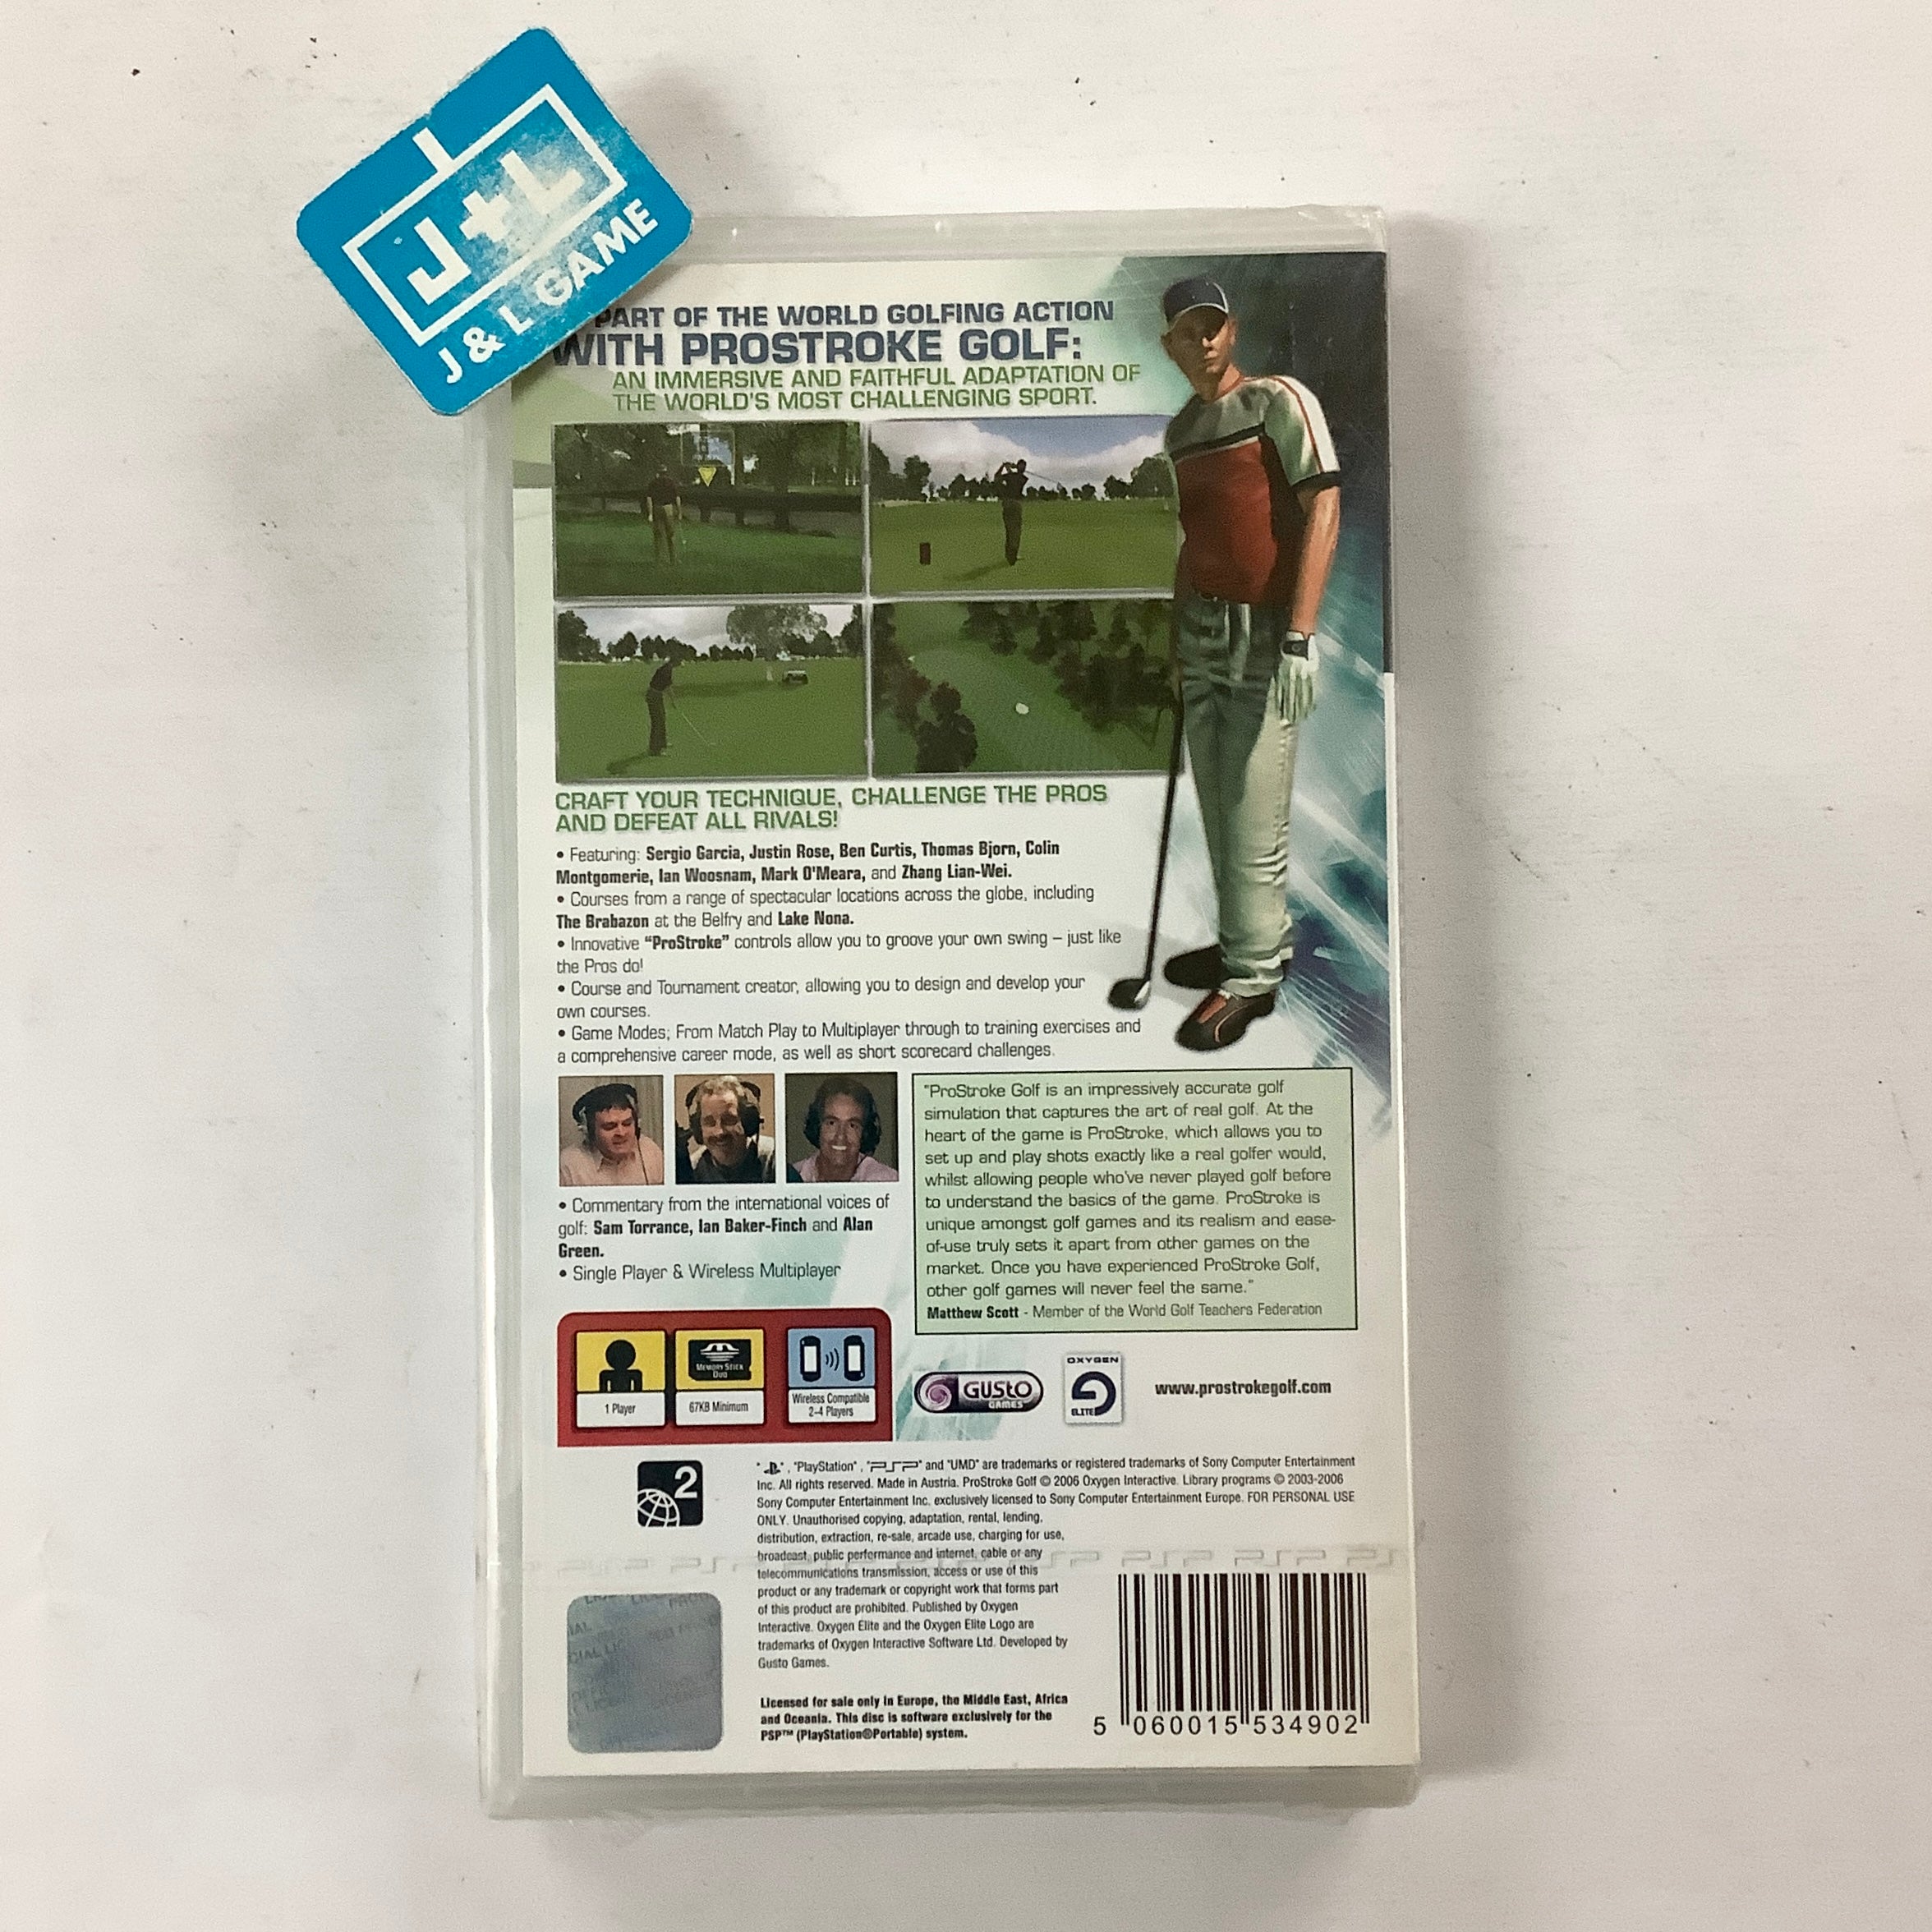 J+L
J & L GAME
PART OF THE WORLD GOLFING ACTION
WITH PROSTROKE GOLF:
AN IMMERSIVE AND FAITHFUL ADAPTATION OF
THE WORLD'S MOST CHALLENGING SPORT.
CRAFT YOUR TECHNIQUE, CHALLENGE THE PROS
AND DEFEAT ALL RIVALS!
• Featuring: Sergio Garcia, Justin Rose, Ben Curtis, Thomas Bjorn, Colin
Montgomerie, Ian Woosnam, Mark O'Meara, and Zhang Lian-Wei.
• Courses from a range of spectacular locations across the globe, including
The Brabazon at the Belfry and Lake Nona.
• Innovative “ProStroke” controls allow you to groove your own swing – just like
the Pros do!
• Course and Tournament creator, allowing you to design and develop your
own courses.
• Game Modes; From Match Play to Multiplayer through to training exercises and
a comprehensive career mode, as well as short scorecard challenges.
• Commentary from the international voices of
golf: Sam Torrance, Ian Baker-Finch and Alan
Green.
• Single Player & Wireless Multiplayer
"ProStroke Golf is an impressively accurate golf
simulation that captures the art of real golf. At the
heart of the game is ProStroke, which allows you to
set up and play shots exactly like a real golfer would,
whilst allowing people who've never played golf before
to understand the basics of the game. ProStroke is
unique amongst golf games and its realism and ease-
of-use truly sets it apart from other games on the
market. Once you have experienced ProStroke Golf,
other golf games will never feel the same."
Matthew Scott - Member of the World Golf Teachers Federation
1 Player
MEMORY STICK
DUO
67KB Minimum
Wireless Compatible
2-4 Players
GUSTO
GAMES
OXYGEN
ELITE
www.prostrokegolf.com
2
" ", "PlayStation", "PSP" and "UMD" are trademarks or registered trademarks of Sony Computer Entertainment
Inc. All rights reserved. Made in Austria. ProStroke Golf © 2006 Oxygen Interactive. Library programs © 2003-2006
Sony Computer Entertainment Inc. exclusively licensed to Sony Computer Entertainment Europe. FOR PERSONAL USE
ONLY. Unauthorised copying, adaptation, rental, lending,
distribution, extraction, re-sale, arcade use, charging for use,
broadcast, public performance and internet, cable or any
telecommunications transmission, access or use of this
product or any trademark or copyright work that forms part
of this product are prohibited. Published by Oxygen
Interactive. Oxygen Elite and the Oxygen Elite Logo are
trademarks of Oxygen Interactive Software Ltd. Developed by
Gusto Games.
Licensed for sale only in Europe, the Middle East, Africa
and Oceania. This disc is software exclusively for the
PSP™ (PlayStation®Portable) system.
5 060015 534902